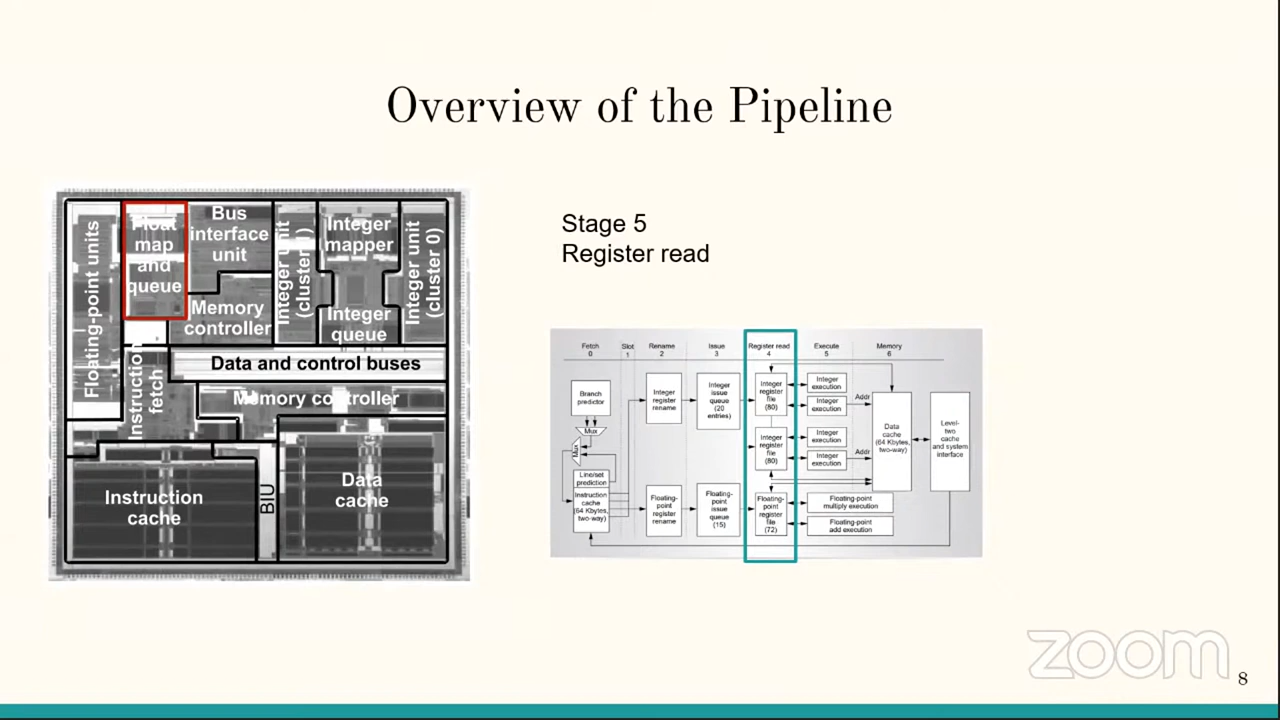 Overview of the Pipeline
Floating-point units
Float
map
and
queue
Bus
interface
unit
Memory
controller
Integer unit
(cluster 1)
Integer
mapper
Integer
queue
Integer unit
(cluster 0)
Data and control buses
Instruction
fetch
Memory controller
Instruction
cache
BIU
Data
cache
Stage 5
Register read
Fetch
0
Slot
1
Rename
2
Issue
3
Register read
4
Execute
5
Memory
6
Branch
predictor
Mux
Mux
Line/set
prediction
Instruction
cache
(64 Kbytes,
two-way)
Integer
register
rename
Floating-
point
register
rename
Integer
issue
queue
(20
entries)
Floating-
point
issue
queue
(15)
Integer
register
file
(80)
Integer
register
file
(80)
Floating-
point
register
file
(72)
Integer
execution
Integer
execution
Addr
Integer
execution
Integer
execution
Addr
Floating-point
multiply execution
Floating-point
add execution
Data
cache
(64 Kbytes,
two-way)
Level-
two
cache
and system
interface
zoom
8